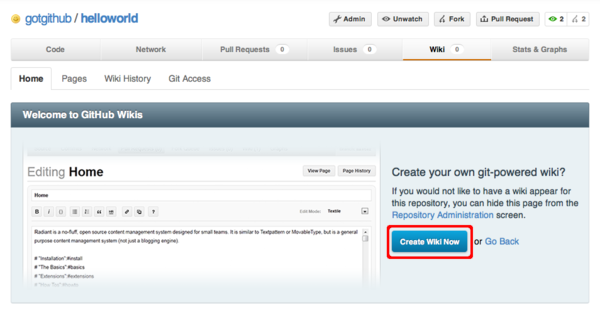 gotgithub / helloworld
Admin Unwatch Fork Pull Request 2 2
Code Network Pull Requests 0 Issues 0 Wiki 0 Stats & Graphs
Home Pages Wiki History Git Access
Welcome to GitHub Wikis
Editing Home
View Page Page History
Home
B I Edit Mode: Textile
Radiant is a no-fluff, open source content management system designed for small teams. It is similar to Textpattern or MovableType, but is a general
purpose content management system (not just a blogging engine).
# "Installation":#install
# "The Basics":#basics
# "Extensions":#extensions
Create your own git-powered wiki?
If you would not like to have a wiki appear for
this repository, you can hide this page from the
Repository Administration screen.
Create Wiki Now or Go Back